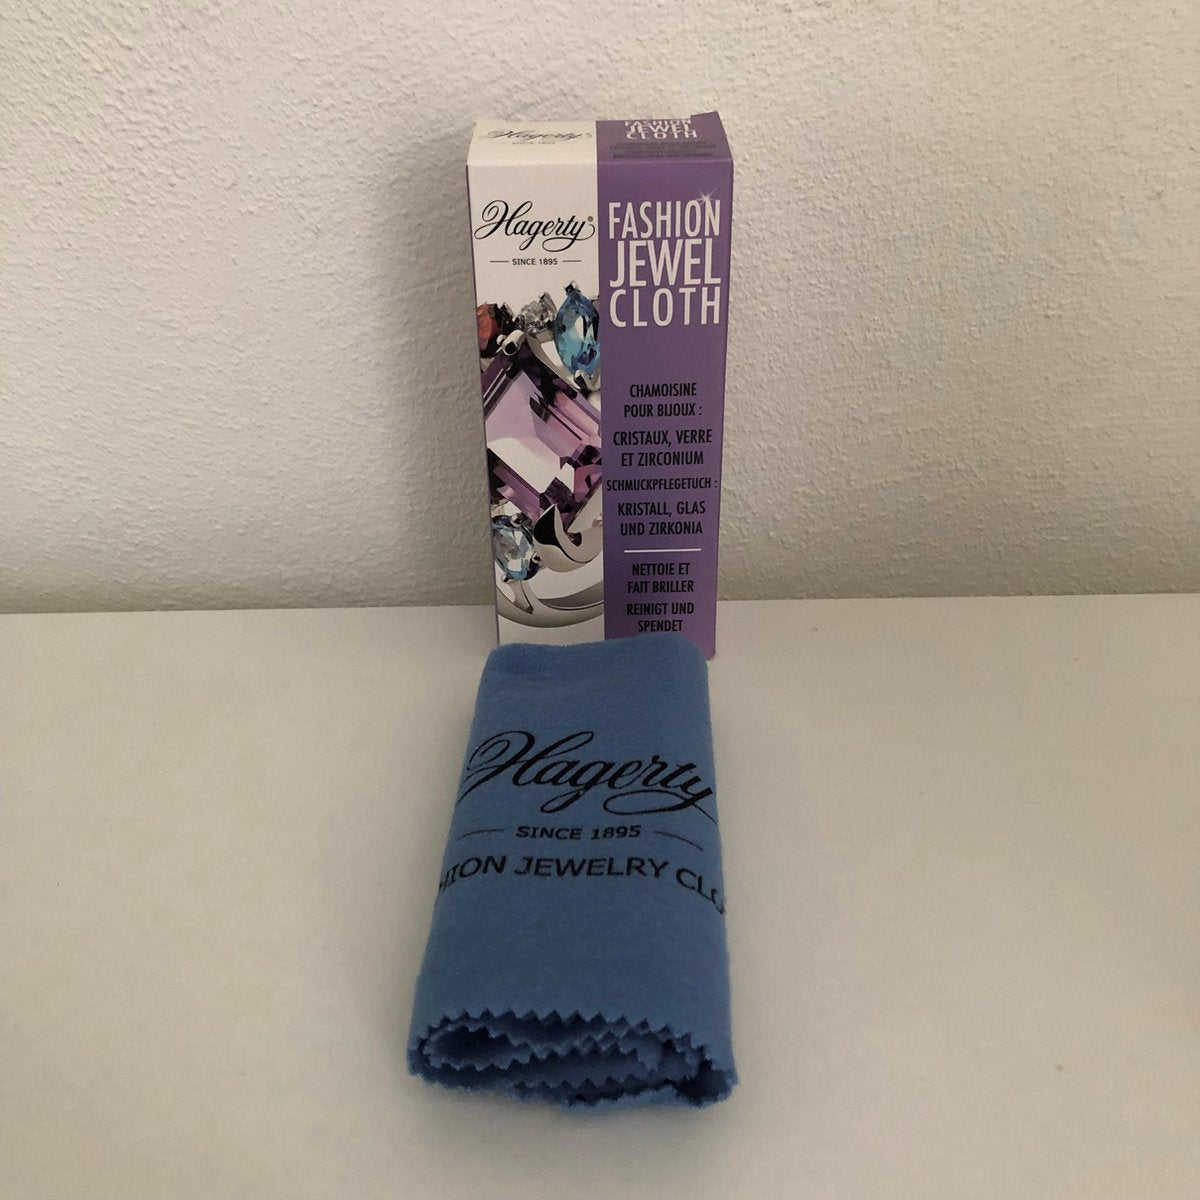 Hagerty
SINCE 1895
FASHION
JEWEL
CLOTH
Hagerty®
SINCE 1895
FASHION
JEWEL
CLOTH
CHAMOISINE
POUR BIJOUX :
CRISTAUX, VERRE
ET ZIRCONIUM
SCHMUCKPFLEGETUCH :
KRISTALL, GLAS
UND ZIRKONIA
NETTOIE ET
FAIT BRILLER
REINIGT UND
SPENDET
Hagerty
SINCE 1895
HION JEWELRY CLO